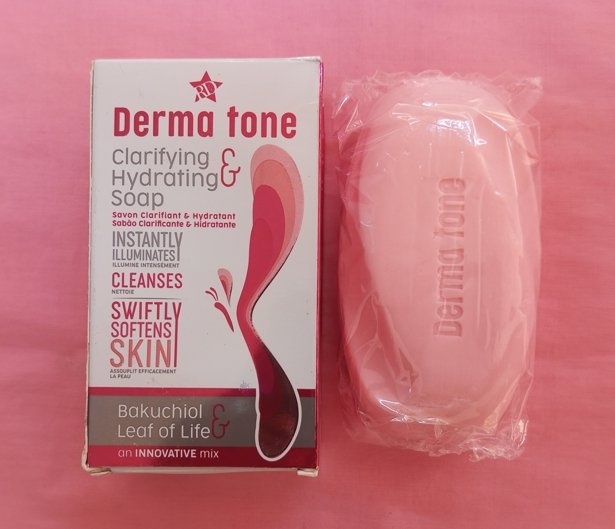 RD
Derma tone
Clarifying &
Hydrating
Soap
Savon Clarifiant & Hydratant
Sabão Clarificante & Hidratante
INSTANTLY
ILLUMINATES
ILLUMINE INTENSÉMENT
CLEANSES
NETTOIE
SWIFTLY
SOFTENS
SKIN
ASSOUPLIT EFFICACEMENT
LA PEAU
Bakuchiol &
Leaf of Life
an INNOVATIVE mix
Derma tone